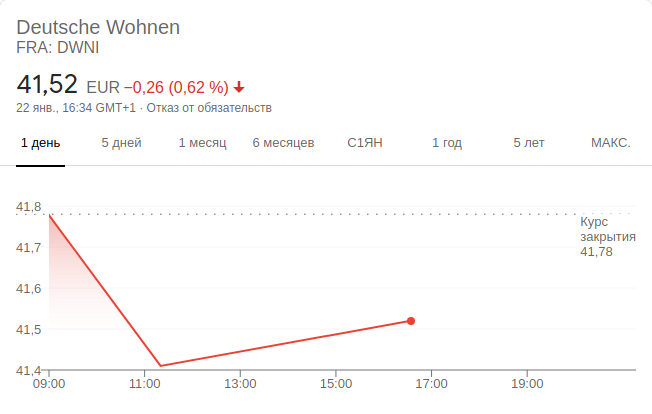 Deutsche Wohnen
FRA: DWNI
41,52 EUR −0,26 (0,62 %)
22 янв., 16:34 GMT+1 · Отказ от обязательств
1 день 5 дней 1 месяц 6 месяцев С1ЯН 1 год 5 лет МАКС.
41,8
Курс
закрытия
41,78
41,7
41,6
41,5
41,4
09:00 11:00 13:00 15:00 17:00 19:00